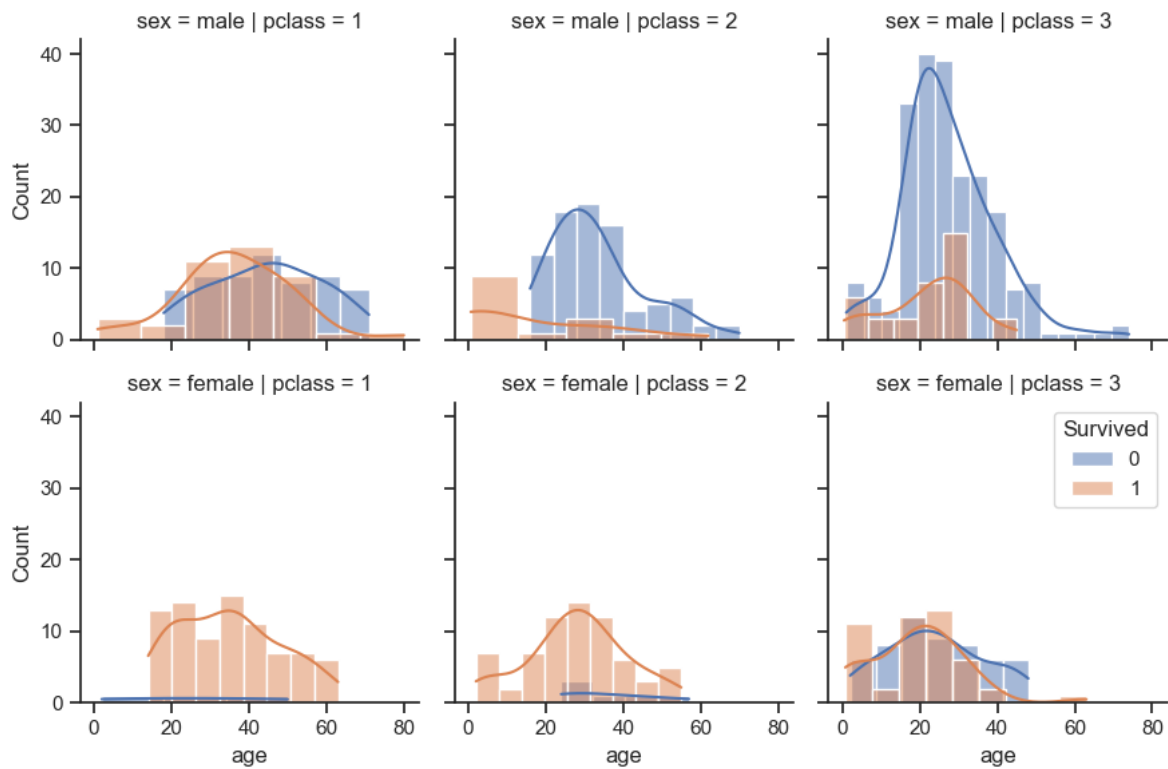 sex = male | pclass = 1
sex = male | pclass = 2
sex = male | pclass = 3
40
30
20
10
0
Count
sex = female | pclass = 1
sex = female | pclass = 2
sex = female | pclass = 3
40
30
20
10
0
Count
Survived
0
1
0 20 40 60 80
0 20 40 60 80
0 20 40 60 80
age
age
age